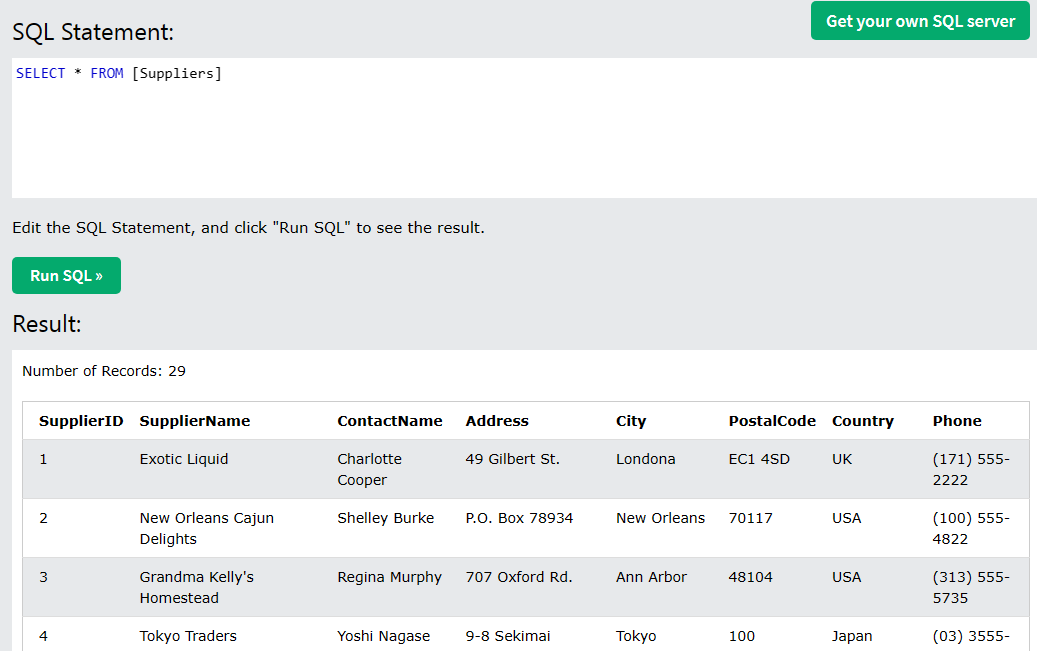 SQL Statement:
Get your own SQL server
SELECT * FROM [Suppliers]
Edit the SQL Statement, and click "Run SQL" to see the result.
Run SQL »
Result:
Number of Records: 29
SupplierID SupplierName ContactName Address City PostalCode Country Phone
1 Exotic Liquid Charlotte 49 Gilbert St. Londona EC1 4SD UK (171) 555-
Cooper 2222
2 New Orleans Cajun Shelley Burke P.O. Box 78934 New Orleans 70117 USA (100) 555-
Delights 4822
3 Grandma Kelly's Regina Murphy 707 Oxford Rd. Ann Arbor 48104 USA (313) 555-
Homestead 5735
4 Tokyo Traders Yoshi Nagase 9-8 Sekimai Tokyo 100 Japan (03) 3555-